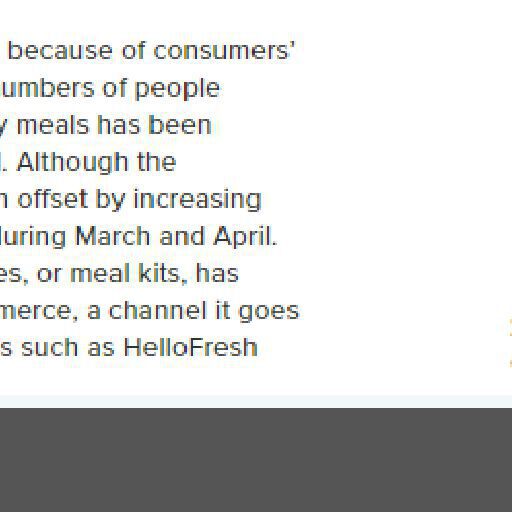 because of consumers'
umbers of people
y meals has been
. Although the
n offset by increasing
during March and April.
es, or meal kits, has
merce, a channel it goes
s such as HelloFresh